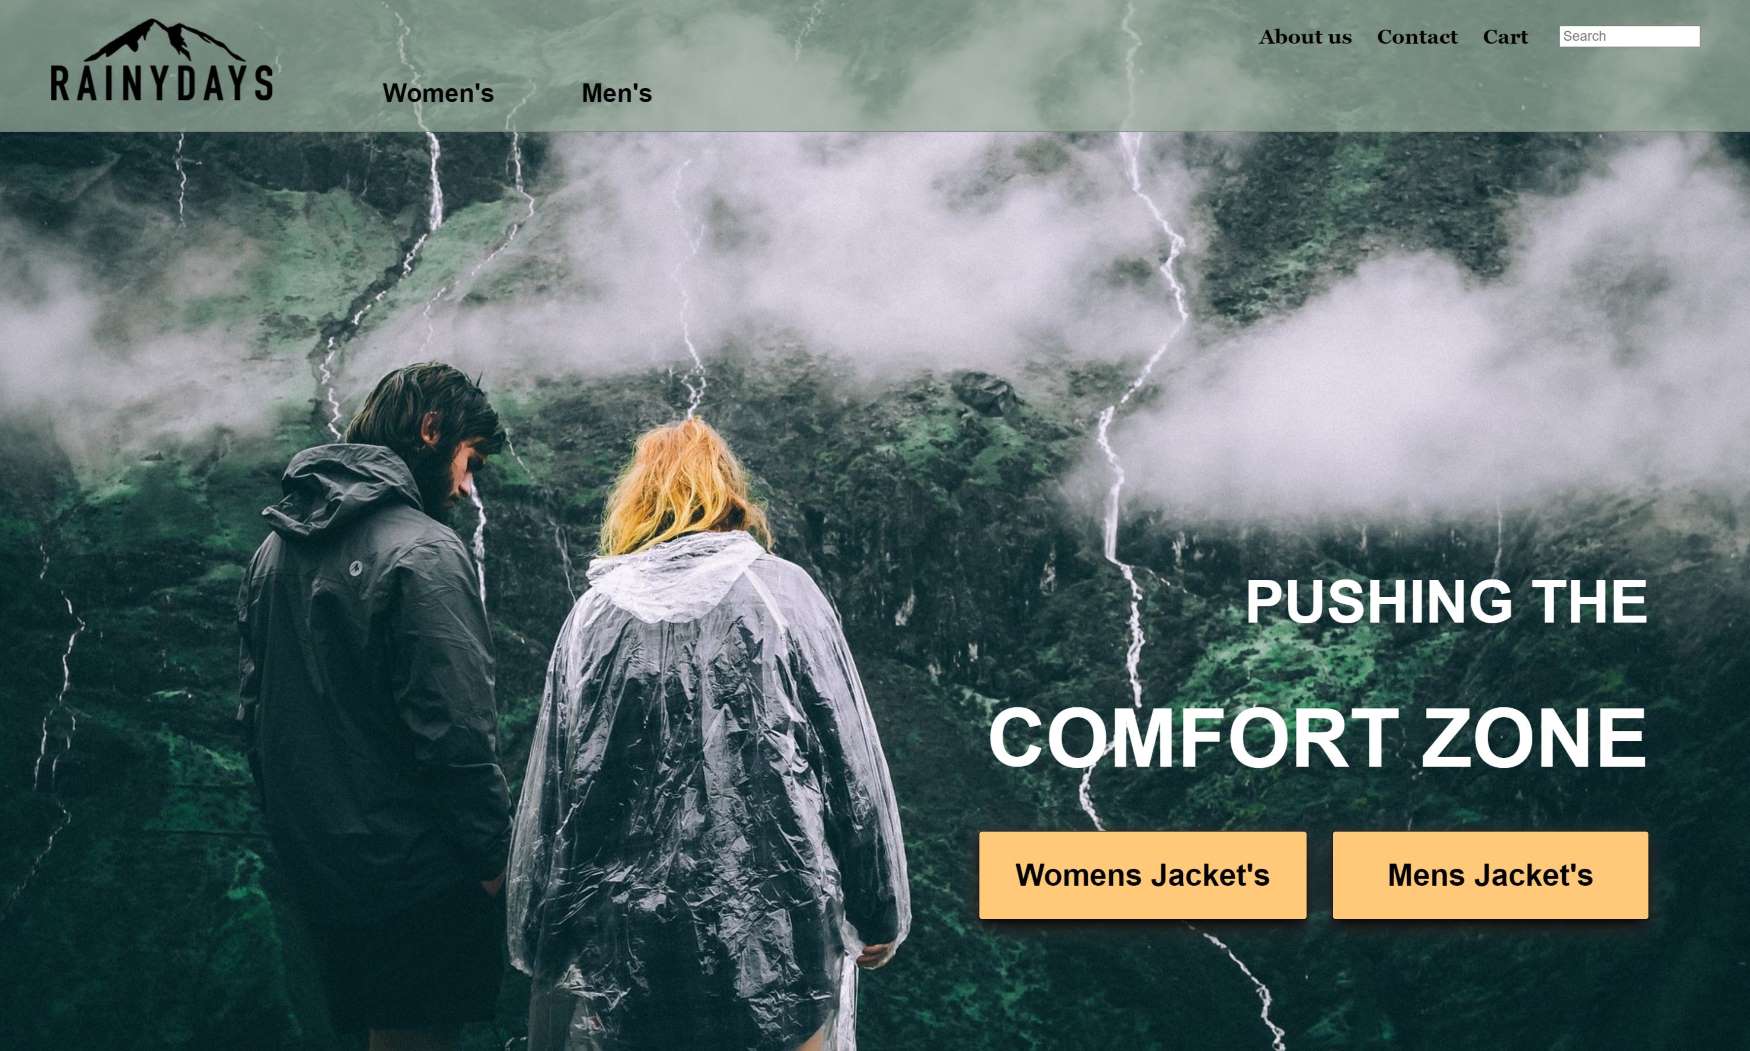 RAINYDAYS
About us Contact Cart Search
Women's Men's
PUSHING THE
COMFORT ZONE
Womens Jacket's Mens Jacket's